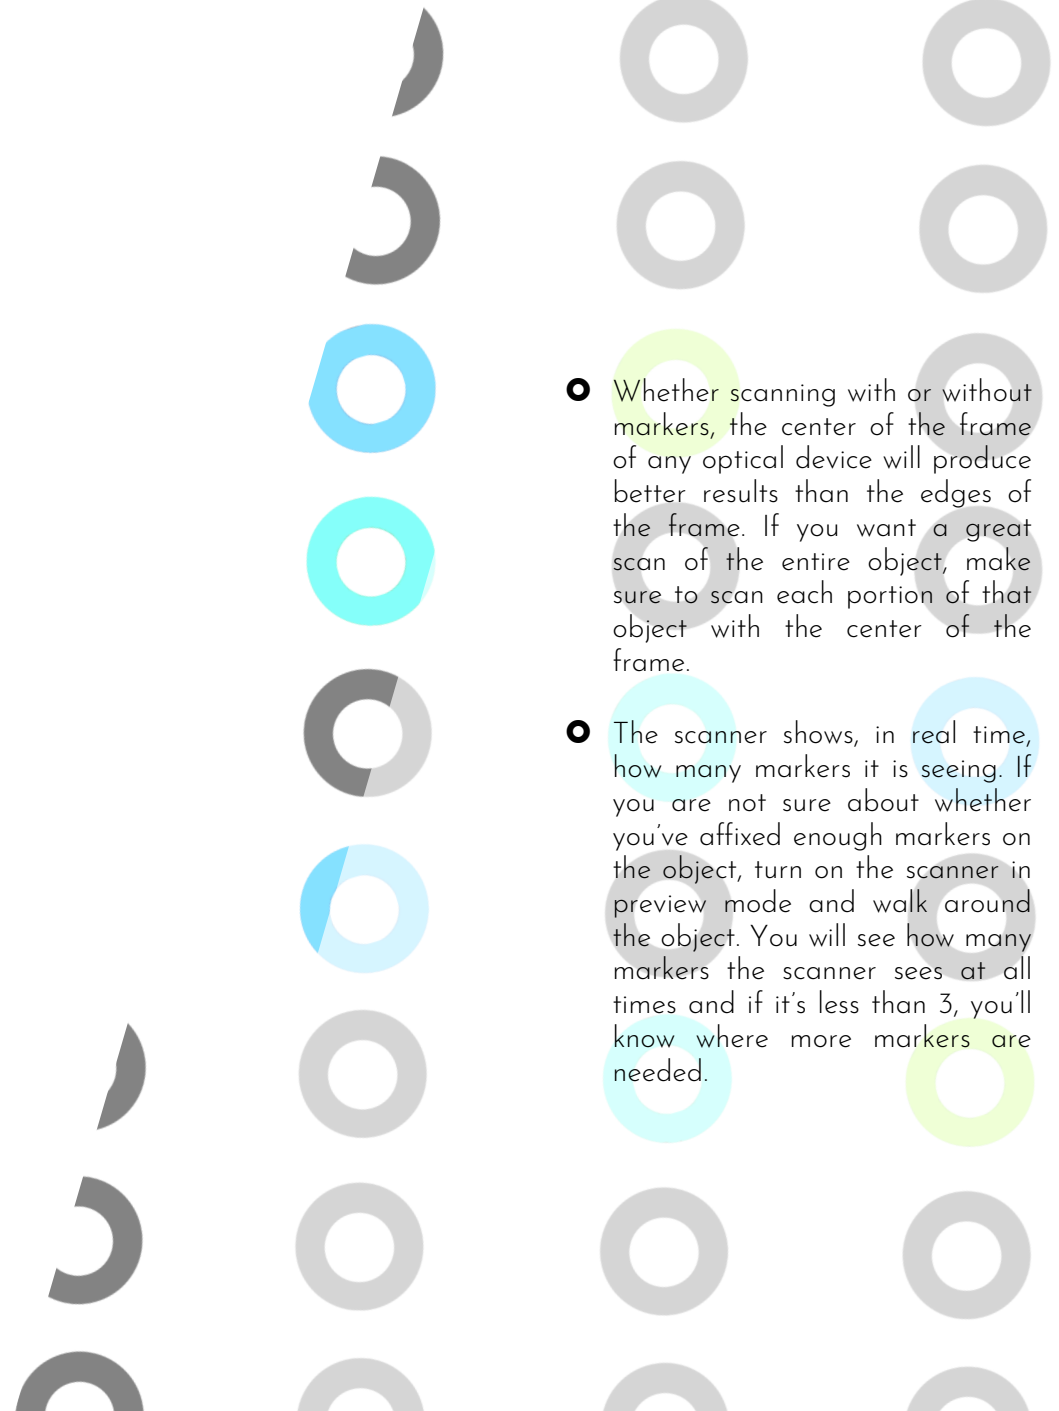 Whether scanning with or without
markers, the center of the frame
of any optical device will produce
better results than the edges of
the frame. If you want a great
scan of the entire object, make
sure to scan each portion of that
object with the center of the
frame.
The scanner shows, in real time,
how many markers it is seeing. If
you are not sure about whether
you've affixed enough markers on
the object, turn on the scanner in
preview mode and walk around
the object. You will see how many
markers the scanner sees at all
times and if it's less than 3, you'll
know where more markers are
needed.